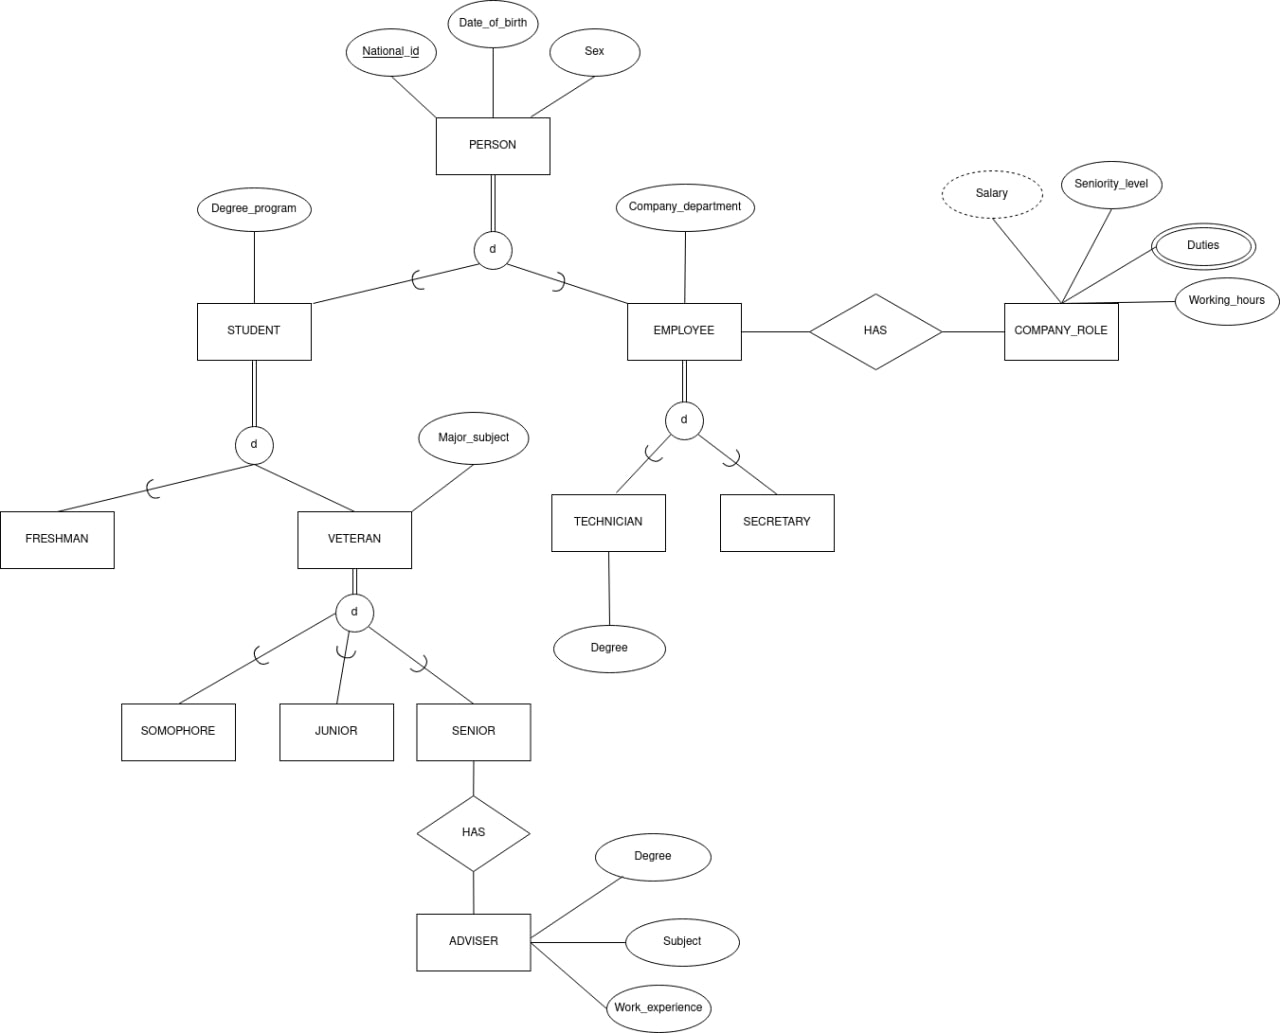 Date_of_birth
National_id
Sex
PERSON
Salary
Seniority_level
Degree_program
Company_department
Duties
d
Working_hours
STUDENT
EMPLOYEE
HAS
COMPANY_ROLE
d
d
Major_subject
FRESHMAN
VETERAN
TECHNICIAN
SECRETARY
d
Degree
SOMOPHORE
JUNIOR
SENIOR
HAS
Degree
ADVISER
Subject
Work_experience